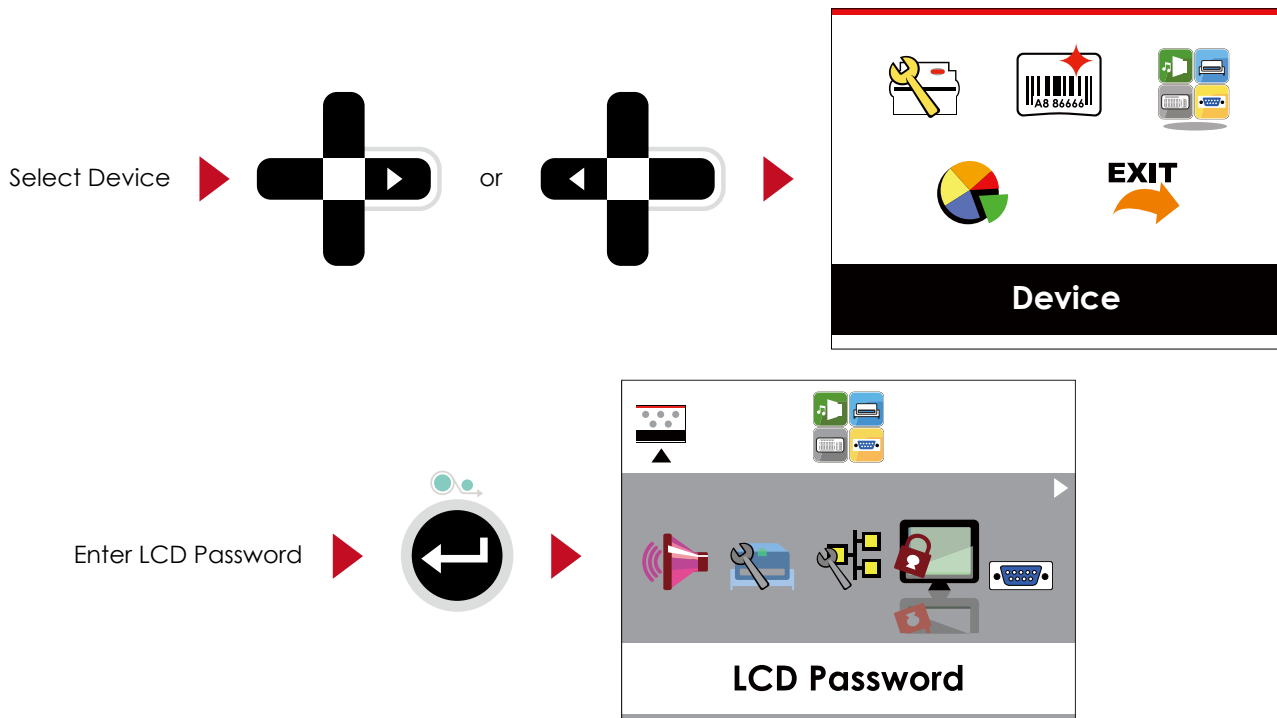 A8 86666
Select Device
or
EXIT
Device
Enter LCD Password
LCD Password